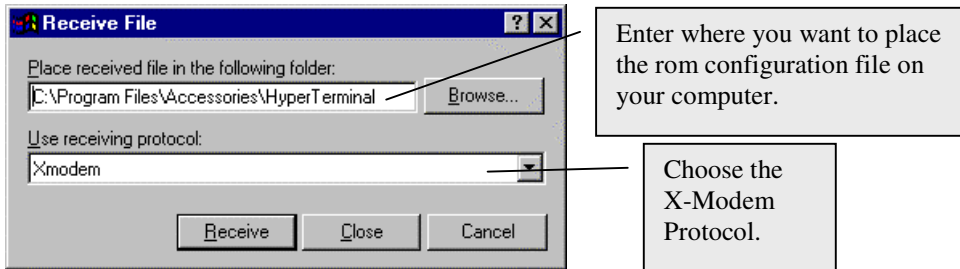 Receive File
Place received file in the following folder:
C:\Program Files\Accessories\HyperTerminal
Browse...
Use receiving protocol:
Xmodem
Receive
Close
Cancel
Enter where you want to place
the rom configuration file on
your computer.
Choose the
X-Modem
Protocol.